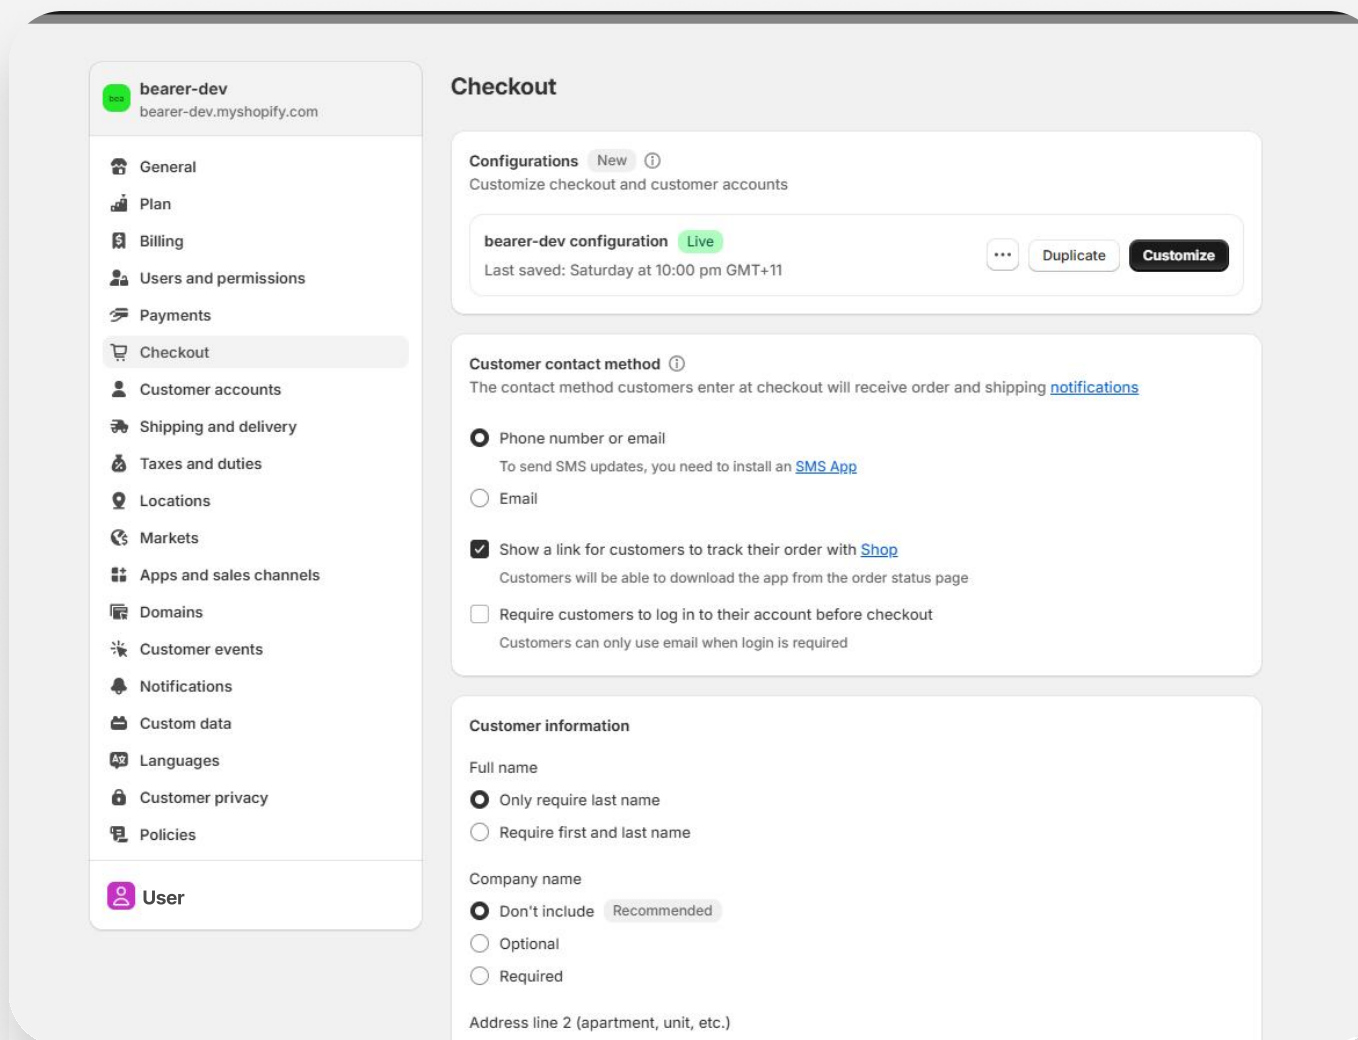 bearer-dev
bearer-dev.myshopify.com
General
Plan
Billing
Users and permissions
Payments
Checkout
Customer accounts
Shipping and delivery
Taxes and duties
Locations
Markets
Apps and sales channels
Domains
Customer events
Notifications
Custom data
Languages
Customer privacy
Policies
User
Checkout
Configurations New
Customize checkout and customer accounts
bearer-dev configuration Live
Last saved: Saturday at 10:00 pm GMT+11
Duplicate Customize
Customer contact method
The contact method customers enter at checkout will receive order and shipping notifications
Phone number or email
To send SMS updates, you need to install an SMS App
Email
Show a link for customers to track their order with Shop
Customers will be able to download the app from the order status page
Require customers to log in to their account before checkout
Customers can only use email when login is required
Customer information
Full name
Only require last name
Require first and last name
Company name
Don't include Recommended
Optional
Required
Address line 2 (apartment, unit, etc.)